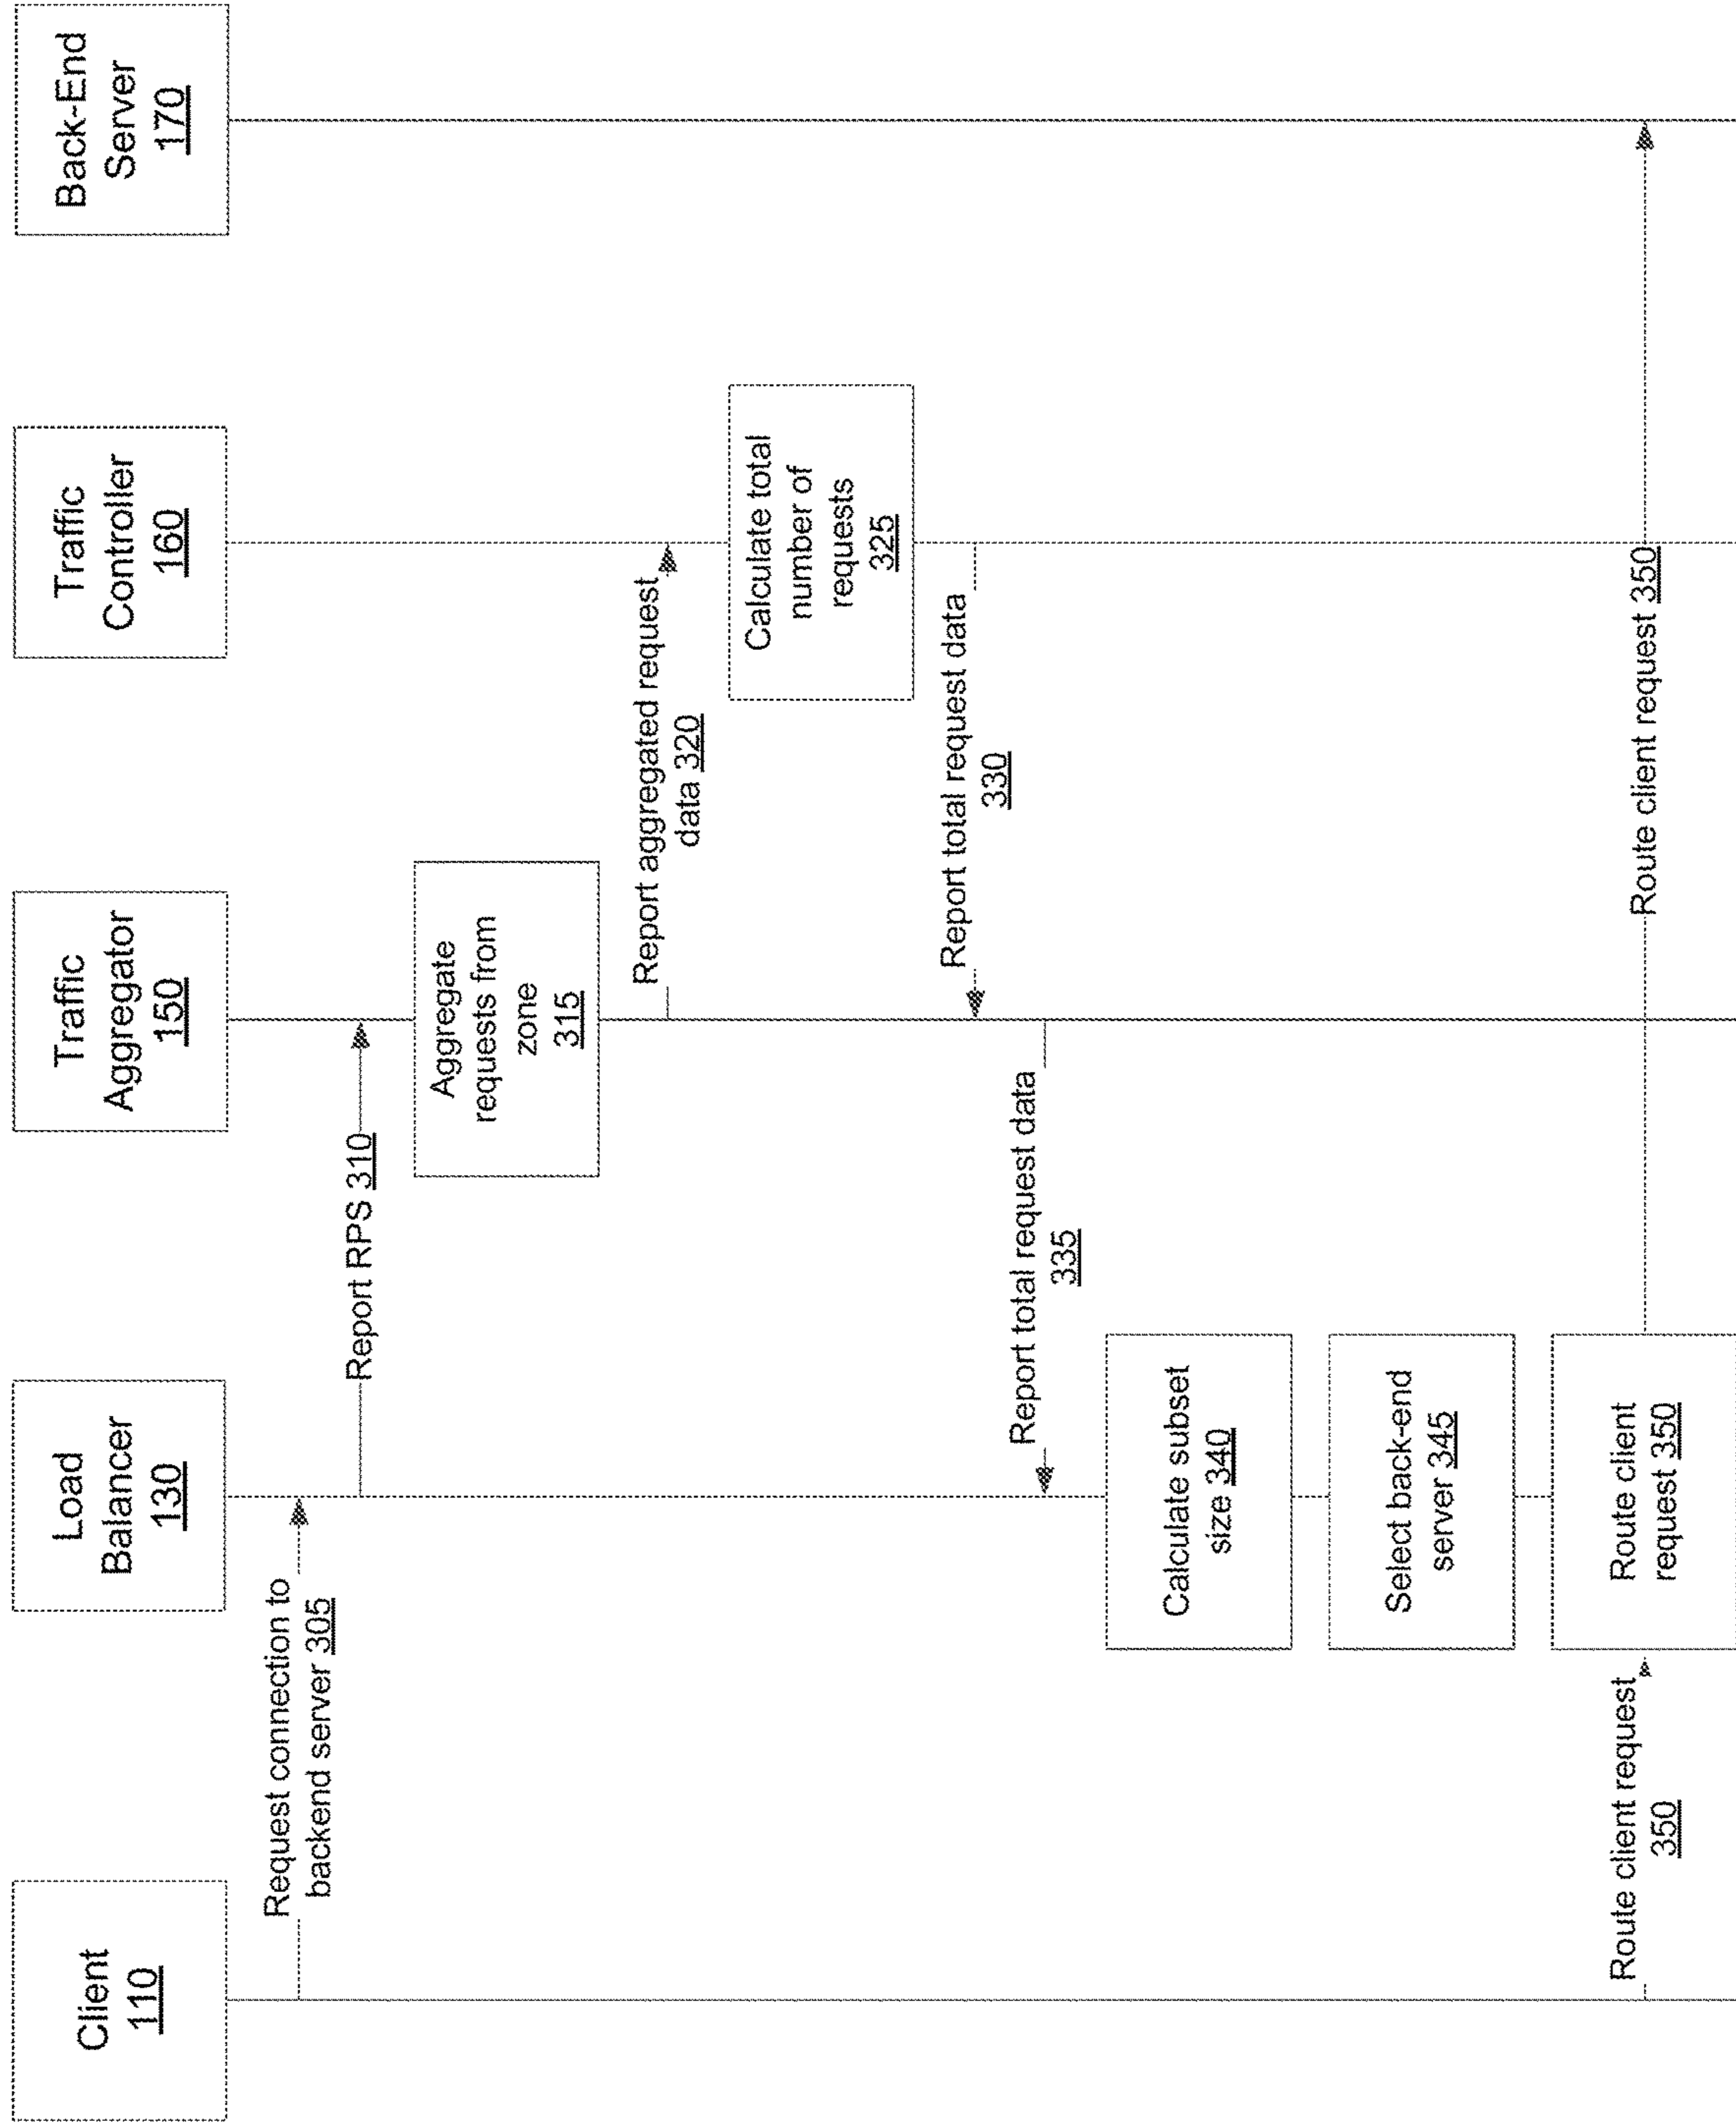 Client
110
Load
Balancer
130
Traffic
Aggregator
150
Traffic
Controller
160
Back-End
Server
170
Request connection to
backend server 305
Report RPS 310
Aggregate
requests from
zone
315
Report aggregated request
data 320
Calculate total
number of
requests
325
Report total request data
330
Report total request data
335
Calculate subset
size 340
Select back-end
server 345
Route client request
350
Route client
request 350
Route client request 350